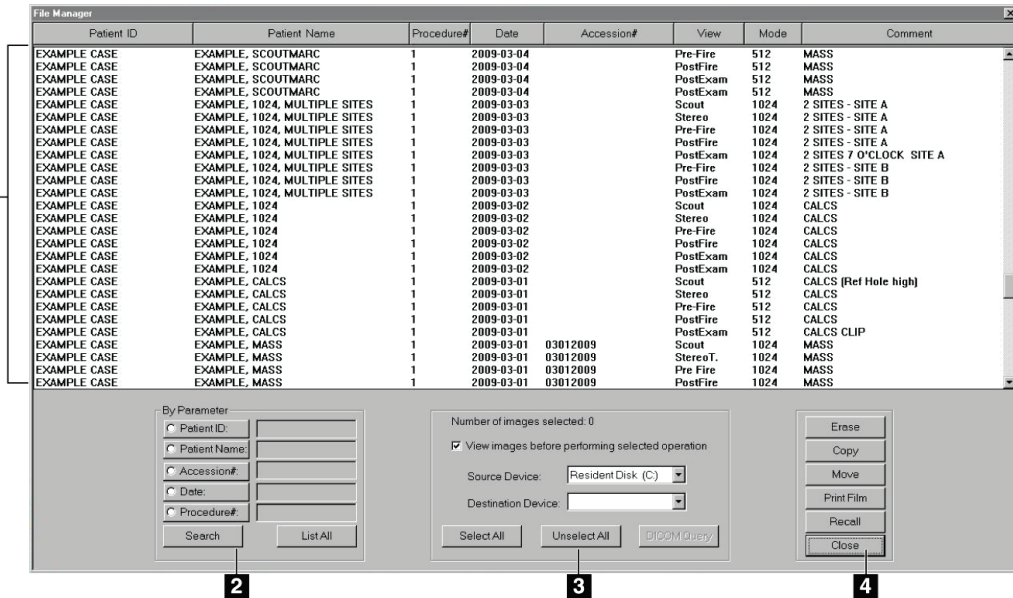 File Manager
Patient ID Patient Name Procedure# Date Accession# View Mode Comment
EXAMPLE CASE EXAMPLE, SCOUTMARC 1 2009-03-04 Pre-Fire 512 MASS
EXAMPLE CASE EXAMPLE, SCOUTMARC 1 2009-03-04 PostFire 512 MASS
EXAMPLE CASE EXAMPLE, SCOUTMARC 1 2009-03-04 PostExam 512 MASS
EXAMPLE CASE EXAMPLE, SCOUTMARC 1 2009-03-04 PostExam 512 MASS
EXAMPLE CASE EXAMPLE, 1024, MULTIPLE SITES 1 2009-03-03 Scout 1024 2 SITES - SITE A
EXAMPLE CASE EXAMPLE, 1024, MULTIPLE SITES 1 2009-03-03 Stereo 1024 2 SITES - SITE A
EXAMPLE CASE EXAMPLE, 1024, MULTIPLE SITES 1 2009-03-03 Pre-Fire 1024 2 SITES - SITE A
EXAMPLE CASE EXAMPLE, 1024, MULTIPLE SITES 1 2009-03-03 PostFire 1024 2 SITES - SITE A
EXAMPLE CASE EXAMPLE, 1024, MULTIPLE SITES 1 2009-03-03 PostExam 1024 2 SITES 7 O'CLOCK SITE A
EXAMPLE CASE EXAMPLE, 1024, MULTIPLE SITES 1 2009-03-03 Pre-Fire 1024 2 SITES - SITE B
EXAMPLE CASE EXAMPLE, 1024, MULTIPLE SITES 1 2009-03-03 PostFire 1024 2 SITES - SITE B
EXAMPLE CASE EXAMPLE, 1024, MULTIPLE SITES 1 2009-03-03 PostExam 1024 2 SITES - SITE B
EXAMPLE CASE EXAMPLE, 1024 1 2009-03-02 Scout 1024 CALCS
EXAMPLE CASE EXAMPLE, 1024 1 2009-03-02 Stereo 1024 CALCS
EXAMPLE CASE EXAMPLE, 1024 1 2009-03-02 Pre-Fire 1024 CALCS
EXAMPLE CASE EXAMPLE, 1024 1 2009-03-02 PostFire 1024 CALCS
EXAMPLE CASE EXAMPLE, 1024 1 2009-03-02 PostExam 1024 CALCS
EXAMPLE CASE EXAMPLE, 1024 1 2009-03-02 PostExam 1024 CALCS
EXAMPLE CASE EXAMPLE, CALCS 1 2009-03-01 Scout 512 CALCS (Ref Hole high)
EXAMPLE CASE EXAMPLE, CALCS 1 2009-03-01 Stereo 512 CALCS
EXAMPLE CASE EXAMPLE, CALCS 1 2009-03-01 Pre-Fire 512 CALCS
EXAMPLE CASE EXAMPLE, CALCS 1 2009-03-01 PostFire 512 CALCS
EXAMPLE CASE EXAMPLE, CALCS 1 2009-03-01 PostExam 512 CALCS CLIP
EXAMPLE CASE EXAMPLE, MASS 1 2009-03-01 03012009 Scout 1024 MASS
EXAMPLE CASE EXAMPLE, MASS 1 2009-03-01 03012009 StereoT. 1024 MASS
EXAMPLE CASE EXAMPLE, MASS 1 2009-03-01 03012009 Pre Fire 1024 MASS
EXAMPLE CASE EXAMPLE, MASS 1 2009-03-01 03012009 PostFire 1024 MASS
By Parameter
Patient ID:
Patient Name:
Accession#:
Date:
Procedure#:
Search List All
Number of images selected: 0
View images before performing selected operation
Source Device: Resident Disk (C:)
Destination Device:
Select All Unselect All DICOM Query
Erase
Copy
Move
Print Film
Recall
Close
2 3 4